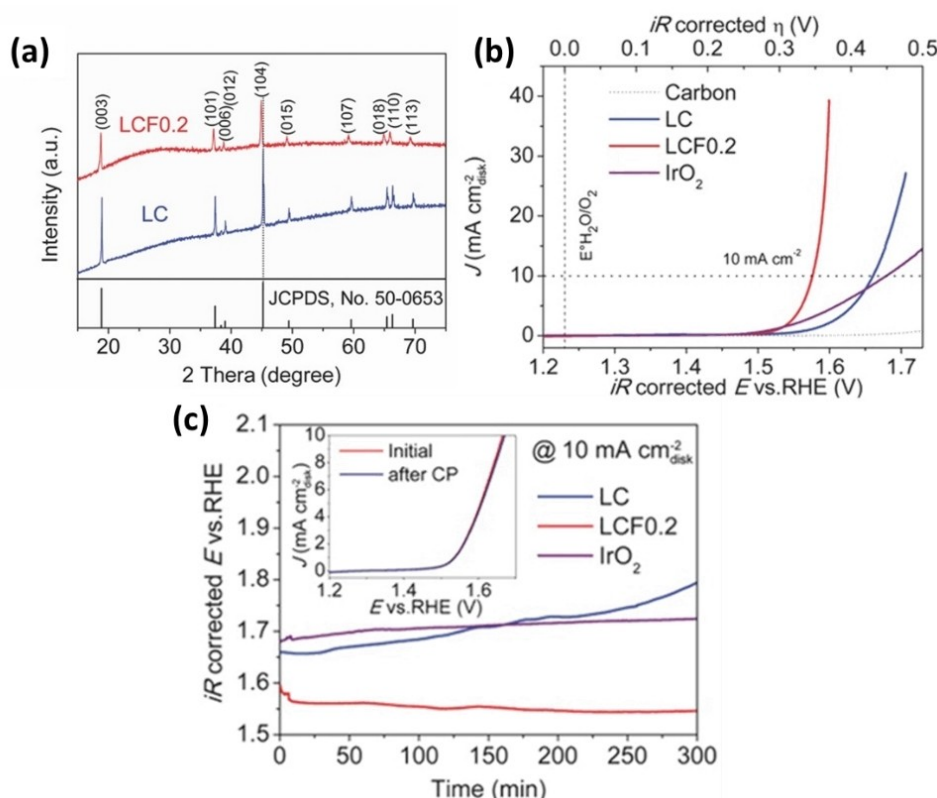 (a)
Intensity (a.u.)
(003)
(101)
(006)
(012)
(104)
(015)
(107)
(018)
(110)
(113)
LCF0.2
LC
JCPDS, No. 50-0653
20 30 40 50 60 70
2 Thera (degree)
(b)
iR corrected η (V)
0.0 0.1 0.2 0.3 0.4 0.5
J (mA cm⁻²disk)
40
30
20
10
0
Carbon
LC
LCF0.2
IrO₂
E°H₂O/O₂
10 mA cm⁻²
1.2 1.3 1.4 1.5 1.6 1.7
iR corrected E vs.RHE (V)
(c)
iR corrected E vs.RHE
2.1
2.0
1.9
1.8
1.7
1.6
1.5
J (mA cm⁻²disk)
10
8
6
4
2
0
Initial
after CP
1.2 1.4 1.6
E vs.RHE (V)
@ 10 mA cm⁻²disk
LC
LCF0.2
IrO₂
0 50 100 150 200 250 300
Time (min)